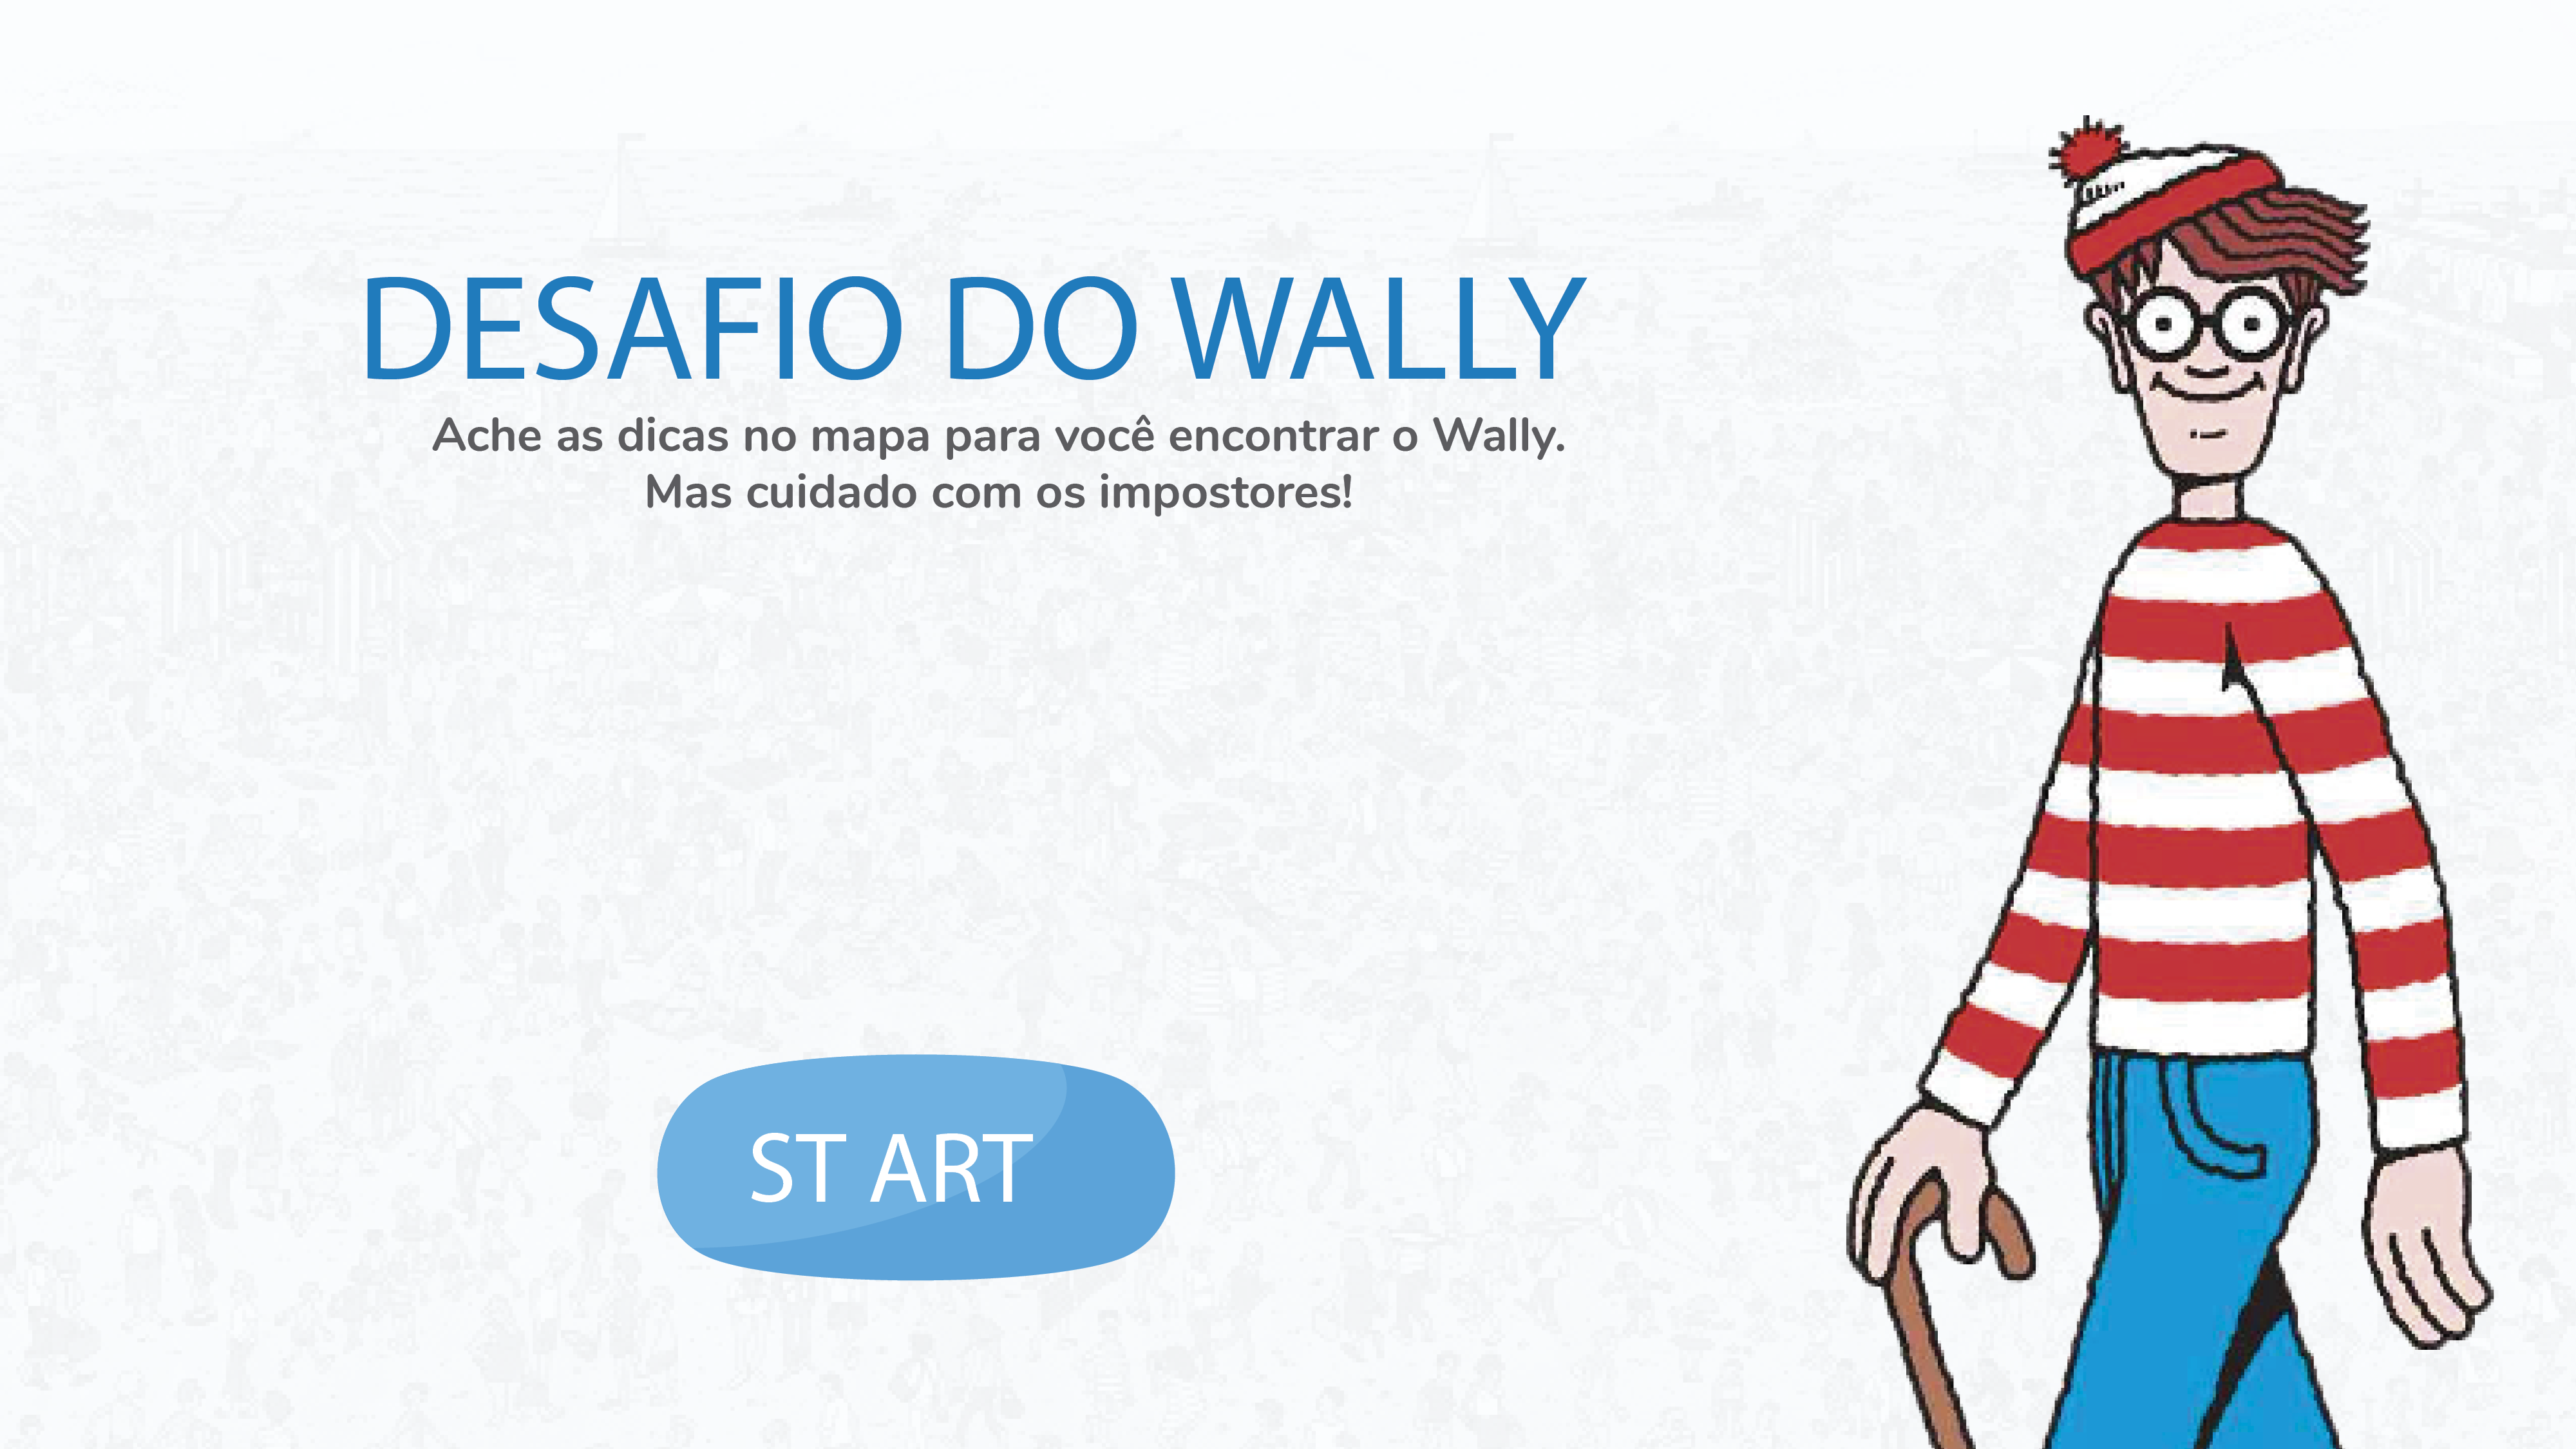 DESAFIO DO WALLY
Ache as dicas no mapa para você encontrar o Wally.
Mas cuidado com os impostores!
ST ART